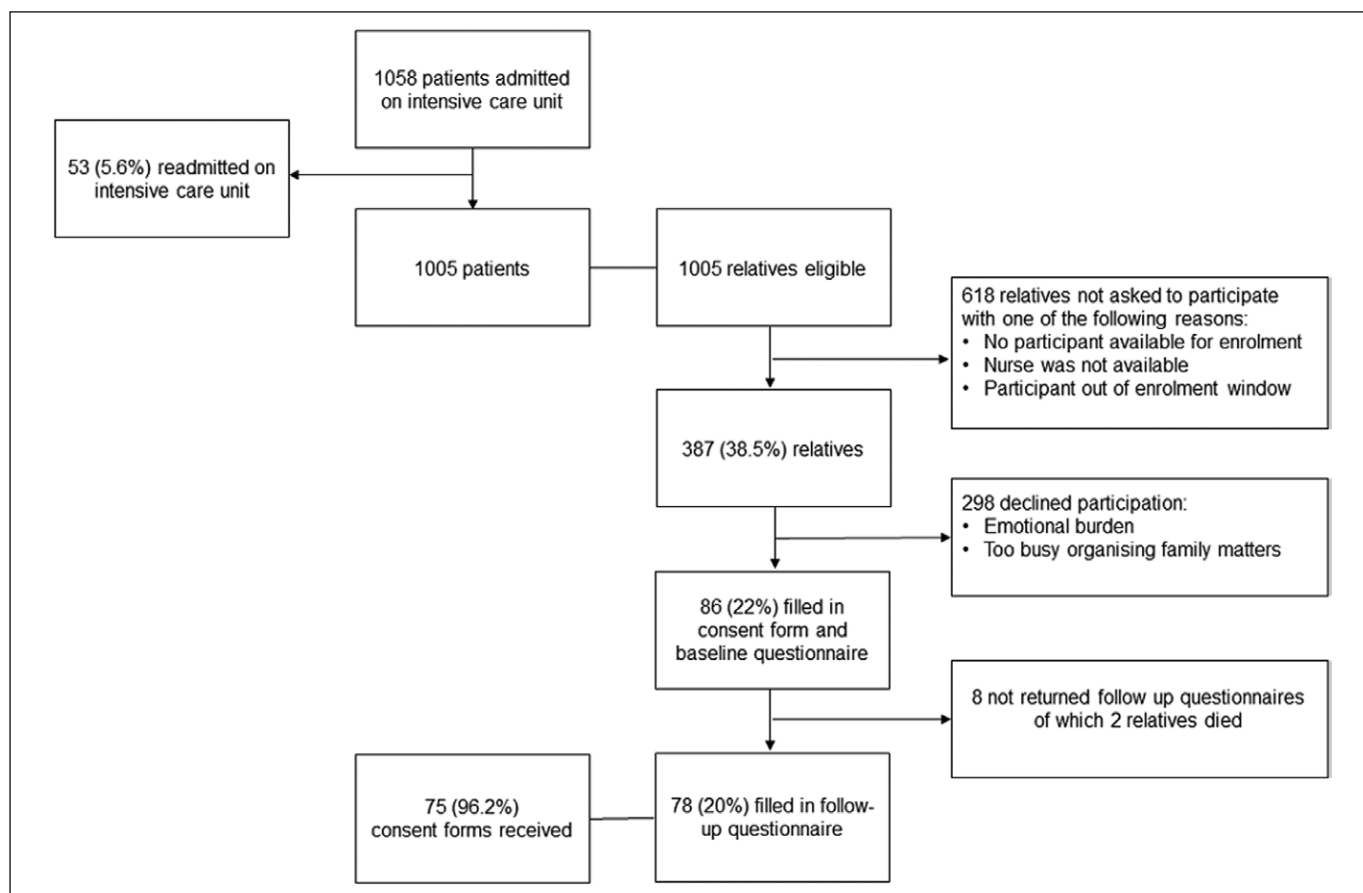 1058 patients admitted
on intensive care unit
53 (5.6%) readmitted on
intensive care unit
1005 patients
1005 relatives eligible
618 relatives not asked to participate
with one of the following reasons:
• No participant available for enrolment
• Nurse was not available
• Participant out of enrolment window
387 (38.5%) relatives
298 declined participation:
• Emotional burden
• Too busy organising family matters
86 (22%) filled in
consent form and
baseline questionnaire
8 not returned follow up questionnaires
of which 2 relatives died
75 (96.2%)
consent forms received
78 (20%) filled in follow-
up questionnaire